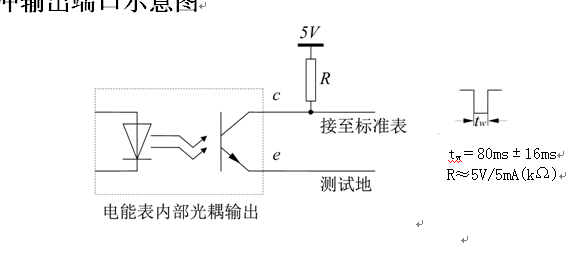 冲输出端口示意图
5V
R
c
接至标准表
e
测试地
电能表内部光耦输出
tw
tw＝80ms±16ms
R≈5V/5mA(kΩ)